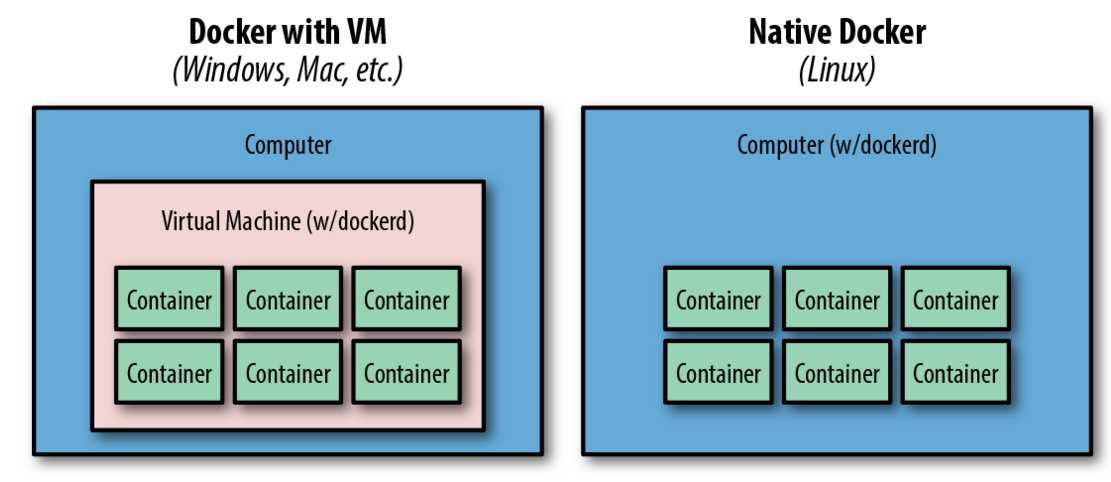 Docker with VM
(Windows, Mac, etc.)
Computer
Virtual Machine (w/dockerd)
Container Container Container
Container Container Container
Native Docker
(Linux)
Computer (w/dockerd)
Container Container Container
Container Container Container